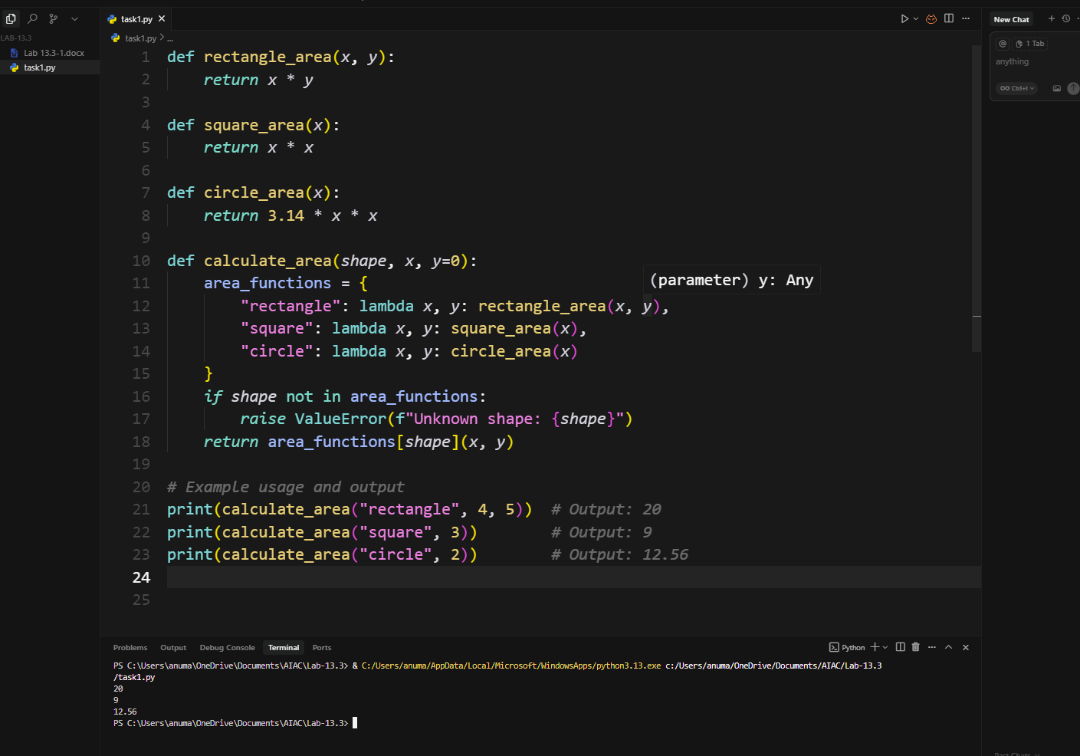 task1.py
New Chat
LAB-13.3
task1.py > ...
Lab 13.3-1.docx
task1.py
1 Tab
anything
Ctrl+I
1 def rectangle_area(x, y):
2     return x * y
3
4 def square_area(x):
5     return x * x
6
7 def circle_area(x):
8     return 3.14 * x * x
9
10 def calculate_area(shape, x, y=0):
11     area_functions = {
(parameter) y: Any
12         "rectangle": lambda x, y: rectangle_area(x, y),
13         "square": lambda x, y: square_area(x),
14         "circle": lambda x, y: circle_area(x)
15     }
16     if shape not in area_functions:
17         raise ValueError(f"Unknown shape: {shape}")
18     return area_functions[shape](x, y)
19
20 # Example usage and output
21 print(calculate_area("rectangle", 4, 5))  # Output: 20
22 print(calculate_area("square", 3))        # Output: 9
23 print(calculate_area("circle", 2))        # Output: 12.56
24
25
Problems Output Debug Console Terminal Ports Python
PS C:\Users\anuma\OneDrive\Documents\AIAC\Lab-13.3> & C:/Users/anuma/AppData/Local/Microsoft/WindowsApps/python3.13.exe c:/Users/anuma/OneDrive/Documents/AIAC/Lab-13.3
/task1.py
20
9
12.56
PS C:\Users\anuma\OneDrive\Documents\AIAC\Lab-13.3>